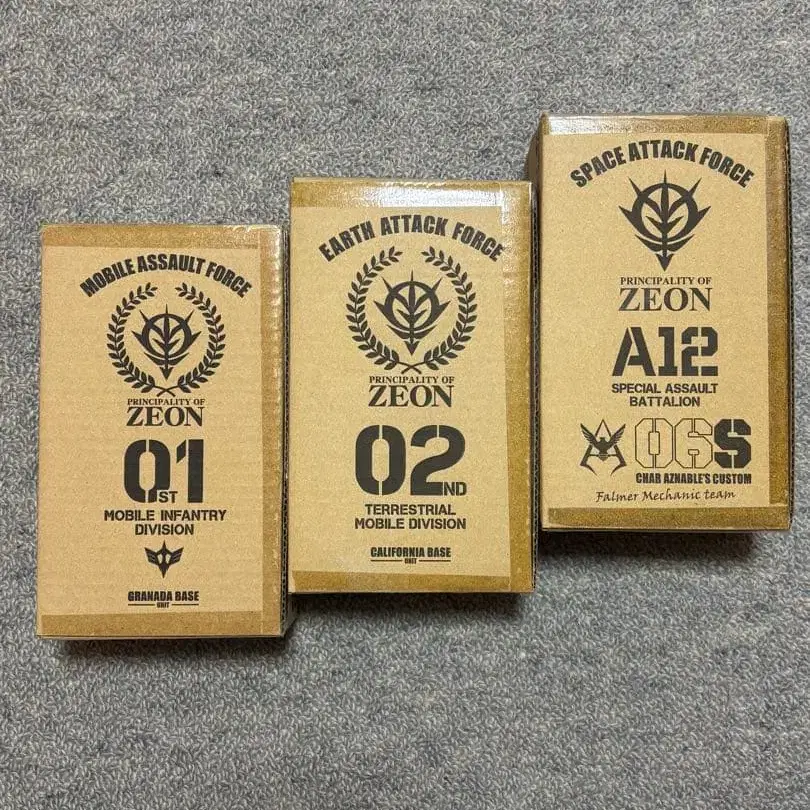 MOBILE ASSAULT FORCE
PRINCIPALITY OF
ZEON
01ST
MOBILE INFANTRY
DIVISION
GRANADA BASE
UNIT
EARTH ATTACK FORCE
PRINCIPALITY OF
ZEON
02ND
TERRESTRIAL
MOBILE DIVISION
CALIFORNIA BASE
UNIT
SPACE ATTACK FORCE
PRINCIPALITY OF
ZEON
A12
SPECIAL ASSAULT
BATTALION
06S
CHAR AZNABLE'S CUSTOM
Falmer Mechanic team